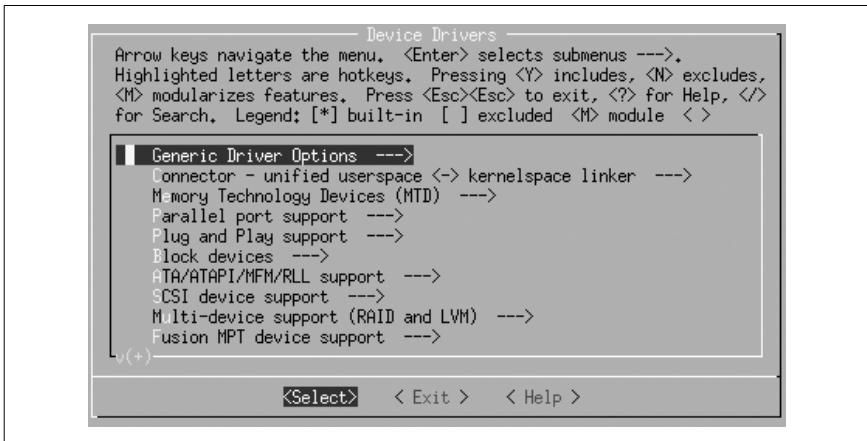 Device Drivers
Arrow keys navigate the menu. <Enter> selects submenus --->.
Highlighted letters are hotkeys. Pressing <Y> includes, <N> excludes,
<M> modularizes features. Press <Esc><Esc> to exit, <?> for Help, </>
for Search. Legend: [*] built-in [ ] excluded <M> module < >
Generic Driver Options --->
Connector - unified userspace <-> kernelspace linker --->
Memory Technology Devices (MTD) --->
Parallel port support --->
Plug and Play support --->
Block devices --->
ATA/ATAPI/MFM/RLL support --->
SCSI device support --->
Multi-device support (RAID and LVM) --->
Fusion MPT device support --->
v(+)
<Select> < Exit > < Help >